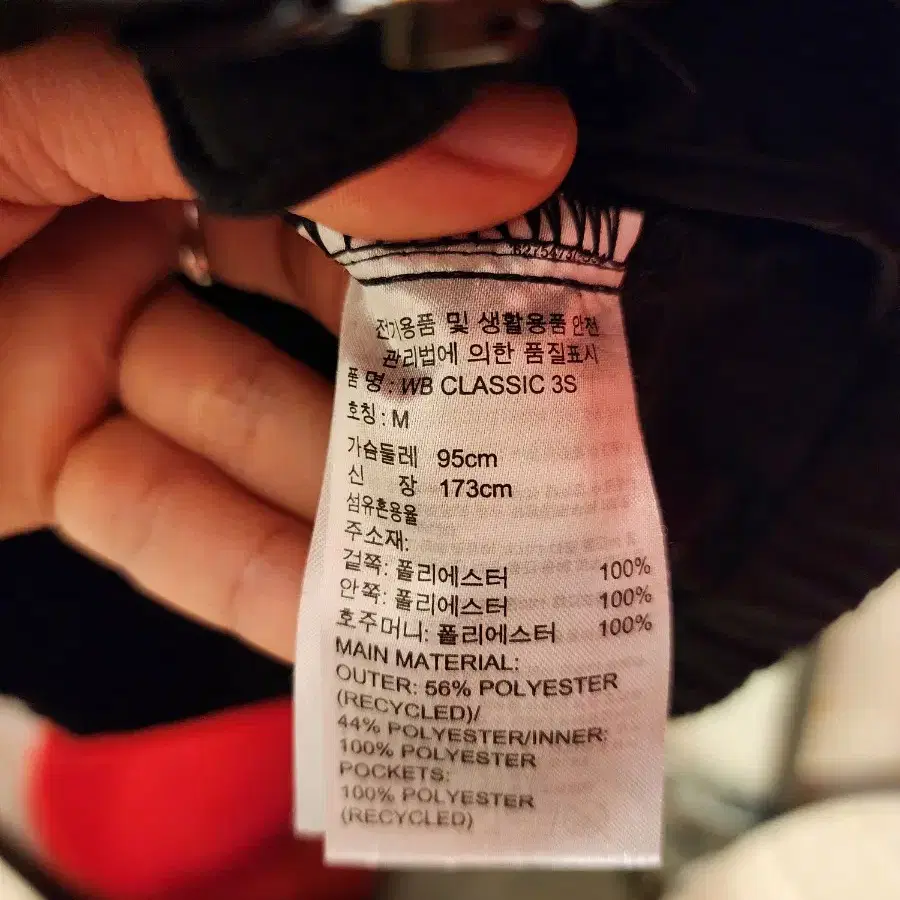 전기용품 및 생활용품 안전
관리법에 의한 품질표시
품 명 : WB CLASSIC 3S
호칭 : M
가슴둘레 95cm
신 장 173cm
섬유혼용율
주소재:
겉쪽: 폴리에스터 100%
안쪽: 폴리에스터 100%
호주머니: 폴리에스터 100%
MAIN MATERIAL:
OUTER: 56% POLYESTER
(RECYCLED)/
44% POLYESTER/INNER:
100% POLYESTER
POCKETS:
100% POLYESTER
(RECYCLED)